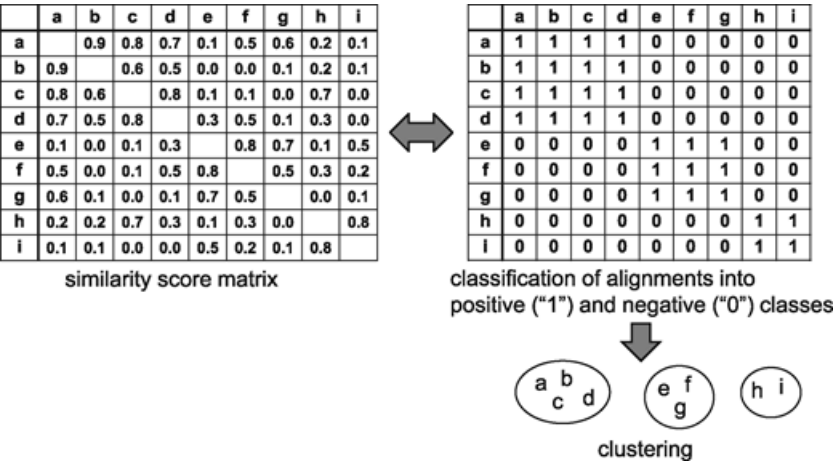 a b c d e f g h i
a 0.9 0.8 0.7 0.1 0.5 0.6 0.2 0.1
b 0.9 0.6 0.5 0.0 0.0 0.1 0.2 0.1
c 0.8 0.6 0.8 0.1 0.1 0.0 0.7 0.0
d 0.7 0.5 0.8 0.3 0.5 0.1 0.3 0.0
e 0.1 0.0 0.1 0.3 0.8 0.7 0.1 0.5
f 0.5 0.0 0.1 0.5 0.8 0.5 0.3 0.2
g 0.6 0.1 0.0 0.1 0.7 0.5 0.0 0.1
h 0.2 0.2 0.7 0.3 0.1 0.3 0.0 0.8
i 0.1 0.1 0.0 0.0 0.5 0.2 0.1 0.8
similarity score matrix
a b c d e f g h i
a 1 1 1 1 0 0 0 0 0
b 1 1 1 1 0 0 0 0 0
c 1 1 1 1 0 0 0 0 0
d 1 1 1 1 0 0 0 0 0
e 0 0 0 0 1 1 1 0 0
f 0 0 0 0 1 1 1 0 0
g 0 0 0 0 1 1 1 0 0
h 0 0 0 0 0 0 0 1 1
i 0 0 0 0 0 0 0 1 1
classification of alignments into
positive ("1") and negative ("0") classes
a b
c d
e f
g
h i
clustering